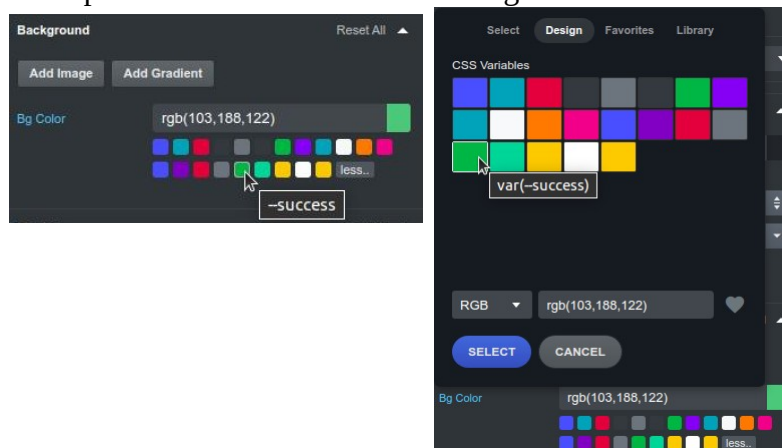 Background Reset All
Add Image Add Gradient
Bg Color rgb(103,188,122)
less..
--success
Select Design Favorites Library
CSS Variables
var(--success)
RGB rgb(103,188,122)
SELECT CANCEL
Bg Color rgb(103,188,122)
less..